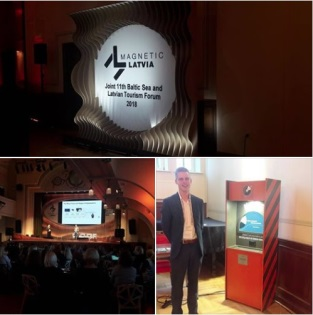 MAGNETIC
LATVIA
Joint 11th Baltic Sea and
Latvian Tourism Forum
2018